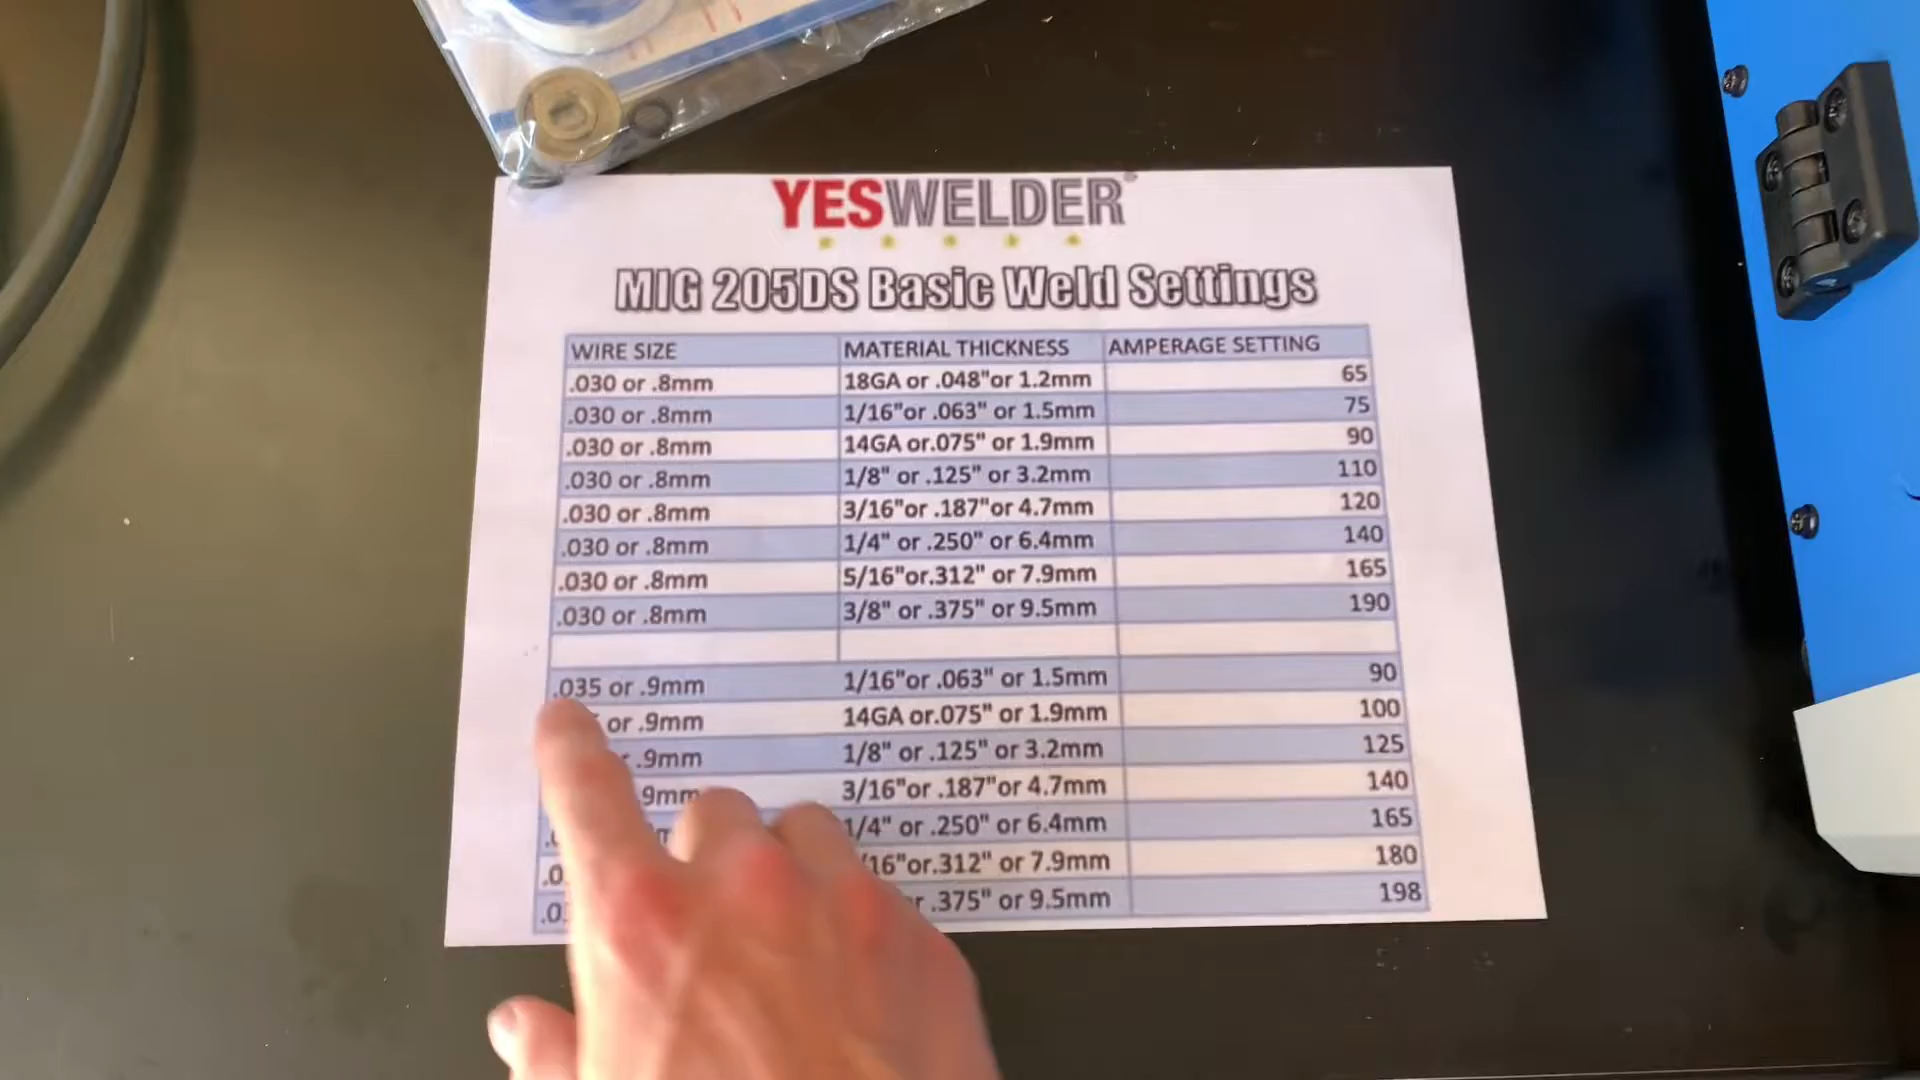 YESWELDER
MIG 205DS Basic Weld Settings
WIRE SIZE MATERIAL THICKNESS AMPERAGE SETTING
.030 or .8mm 18GA or .048"or 1.2mm 65
.030 or .8mm 1/16"or .063" or 1.5mm 75
.030 or .8mm 14GA or.075" or 1.9mm 90
.030 or .8mm 1/8" or .125" or 3.2mm 110
.030 or .8mm 3/16"or .187"or 4.7mm 120
.030 or .8mm 1/4" or .250" or 6.4mm 140
.030 or .8mm 5/16"or.312" or 7.9mm 165
.030 or .8mm 3/8" or .375" or 9.5mm 190
.035 or .9mm 1/16"or .063" or 1.5mm 90
or .9mm 14GA or.075" or 1.9mm 100
.9mm 1/8" or .125" or 3.2mm 125
.9mm 3/16"or .187"or 4.7mm 140
1/4" or .250" or 6.4mm 165
16"or.312" or 7.9mm 180
.375" or 9.5mm 198